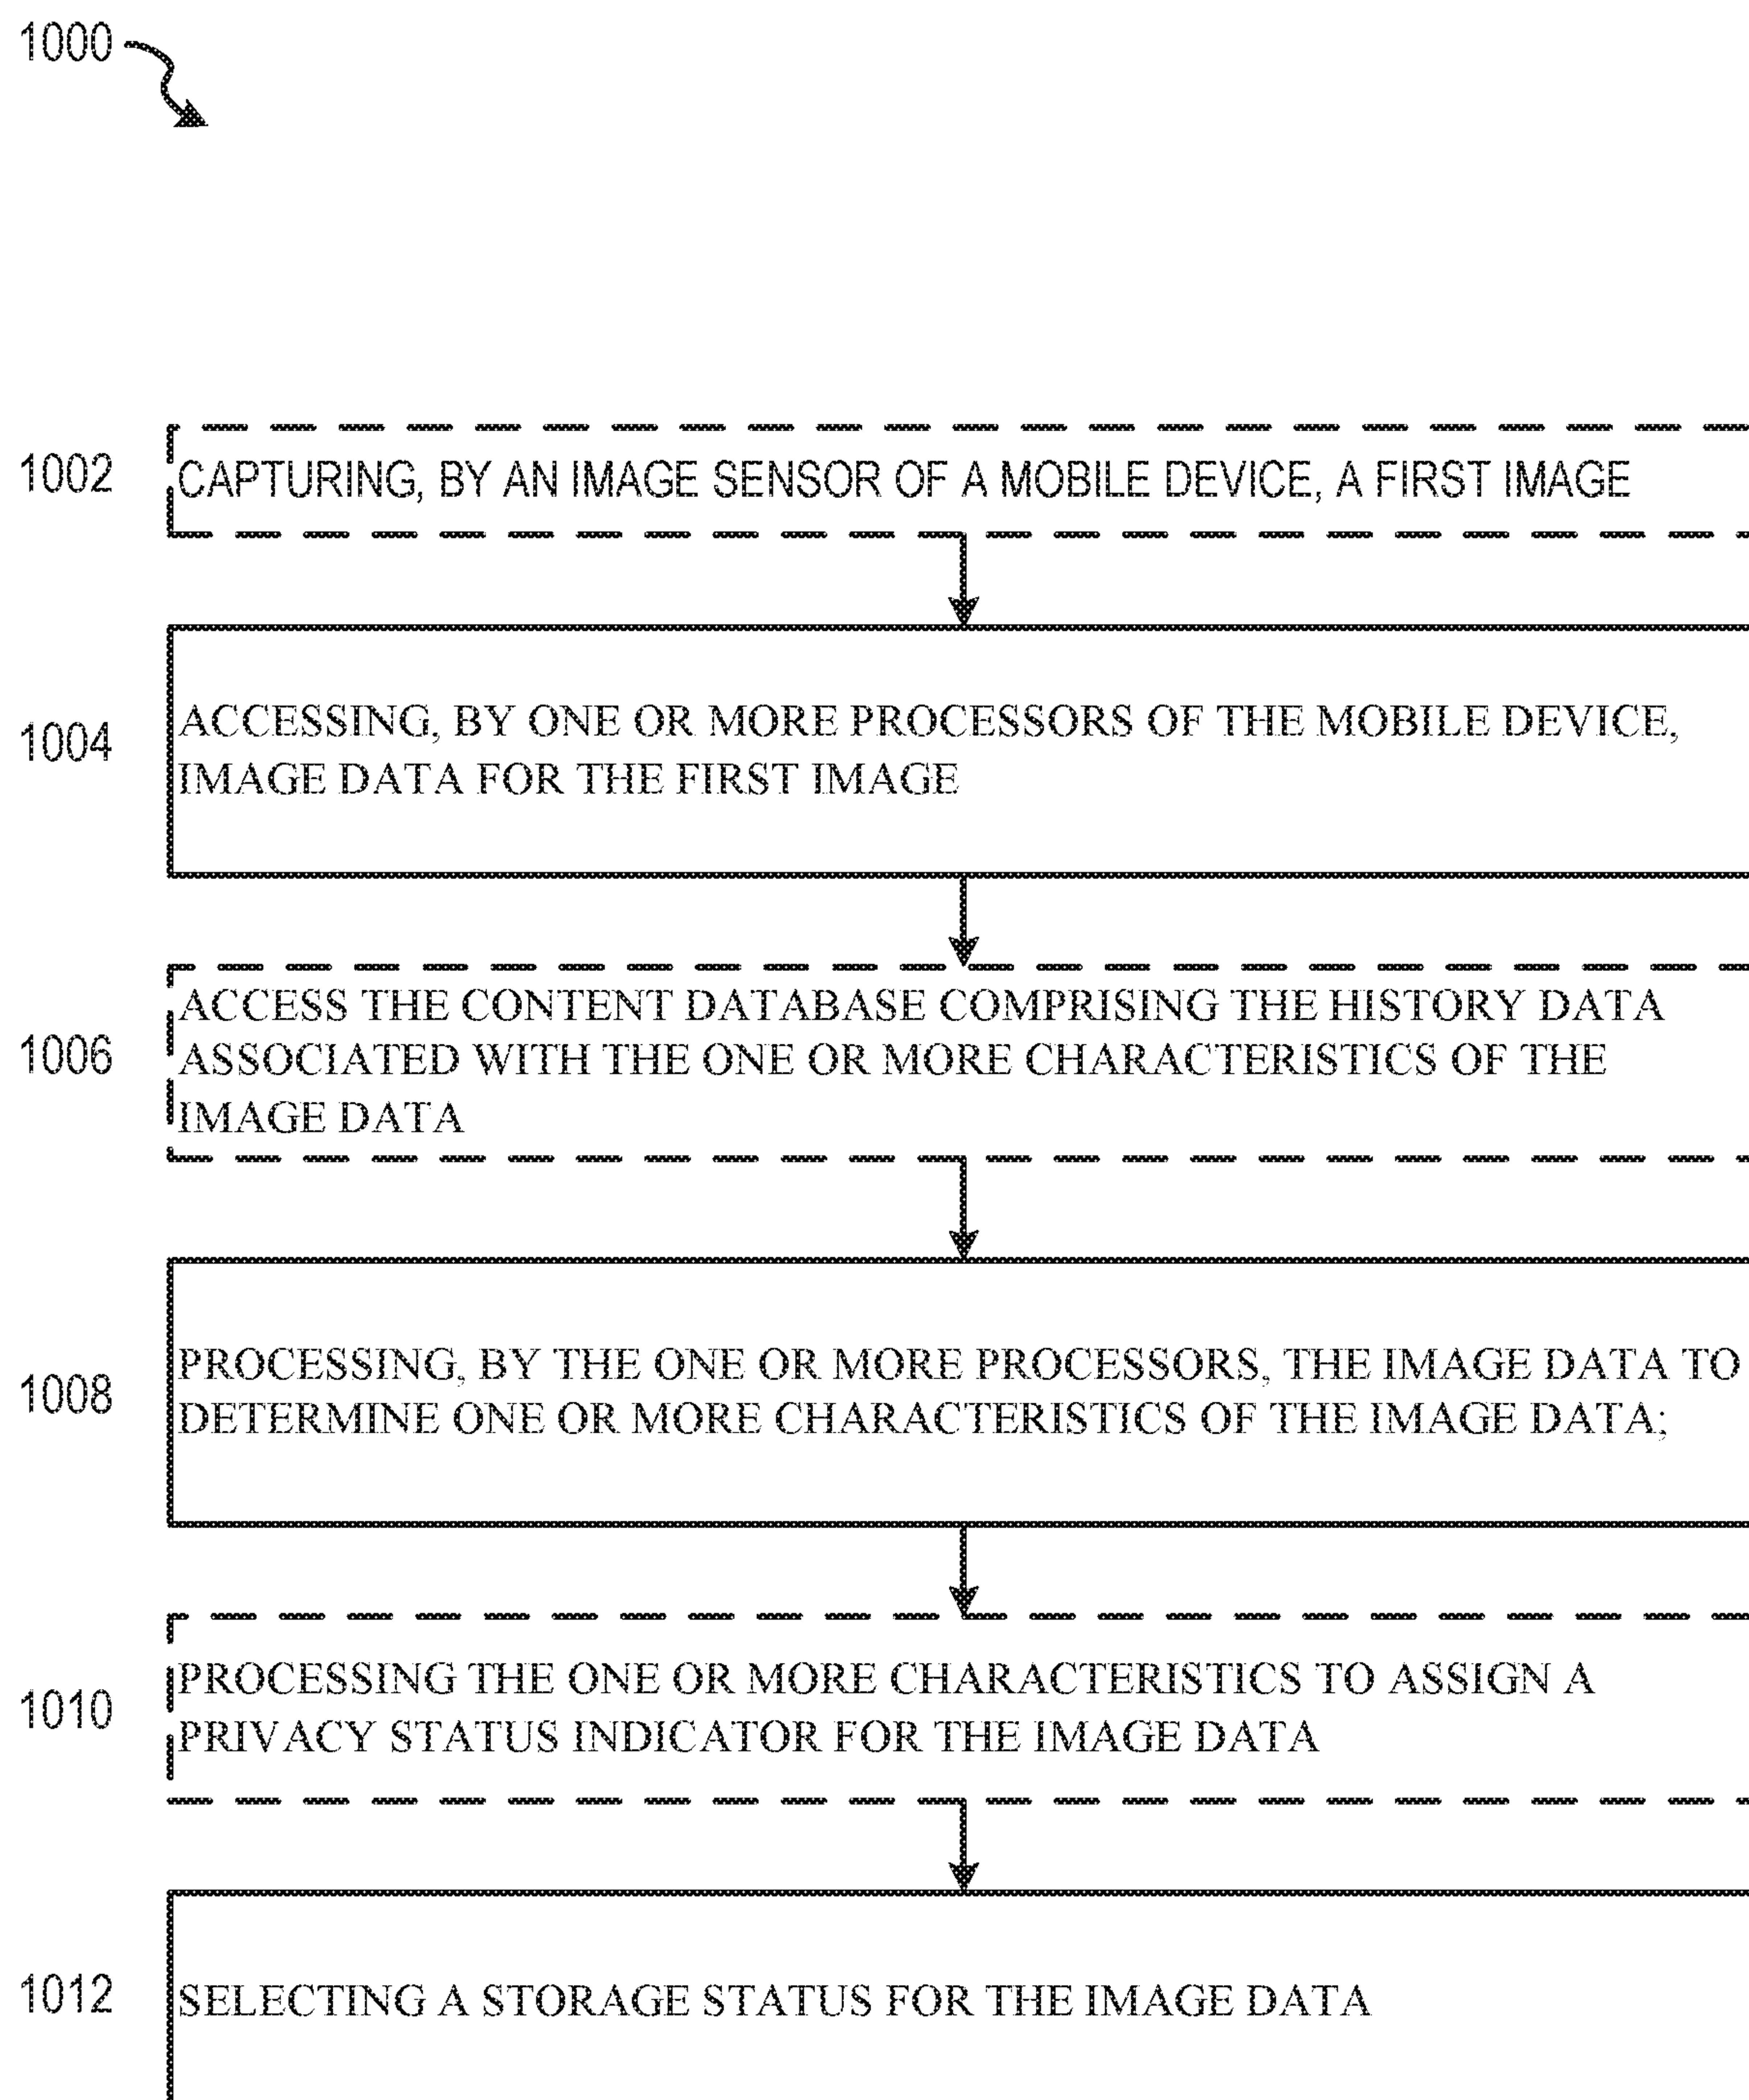 1000
1002
CAPTURING, BY AN IMAGE SENSOR OF A MOBILE DEVICE, A FIRST IMAGE
1004
ACCESSING, BY ONE OR MORE PROCESSORS OF THE MOBILE DEVICE,
IMAGE DATA FOR THE FIRST IMAGE
1006
ACCESS THE CONTENT DATABASE COMPRISING THE HISTORY DATA
ASSOCIATED WITH THE ONE OR MORE CHARACTERISTICS OF THE
IMAGE DATA
1008
PROCESSING, BY THE ONE OR MORE PROCESSORS, THE IMAGE DATA TO
DETERMINE ONE OR MORE CHARACTERISTICS OF THE IMAGE DATA;
1010
PROCESSING THE ONE OR MORE CHARACTERISTICS TO ASSIGN A
PRIVACY STATUS INDICATOR FOR THE IMAGE DATA
1012
SELECTING A STORAGE STATUS FOR THE IMAGE DATA